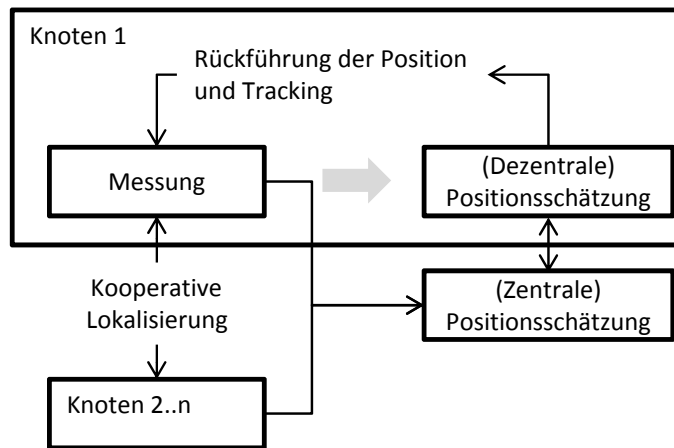 Knoten 1
Rückführung der Position
und Tracking
Messung
(Dezentrale)
Positionsschätzung
Kooperative
Lokalisierung
(Zentrale)
Positionsschätzung
Knoten 2..n